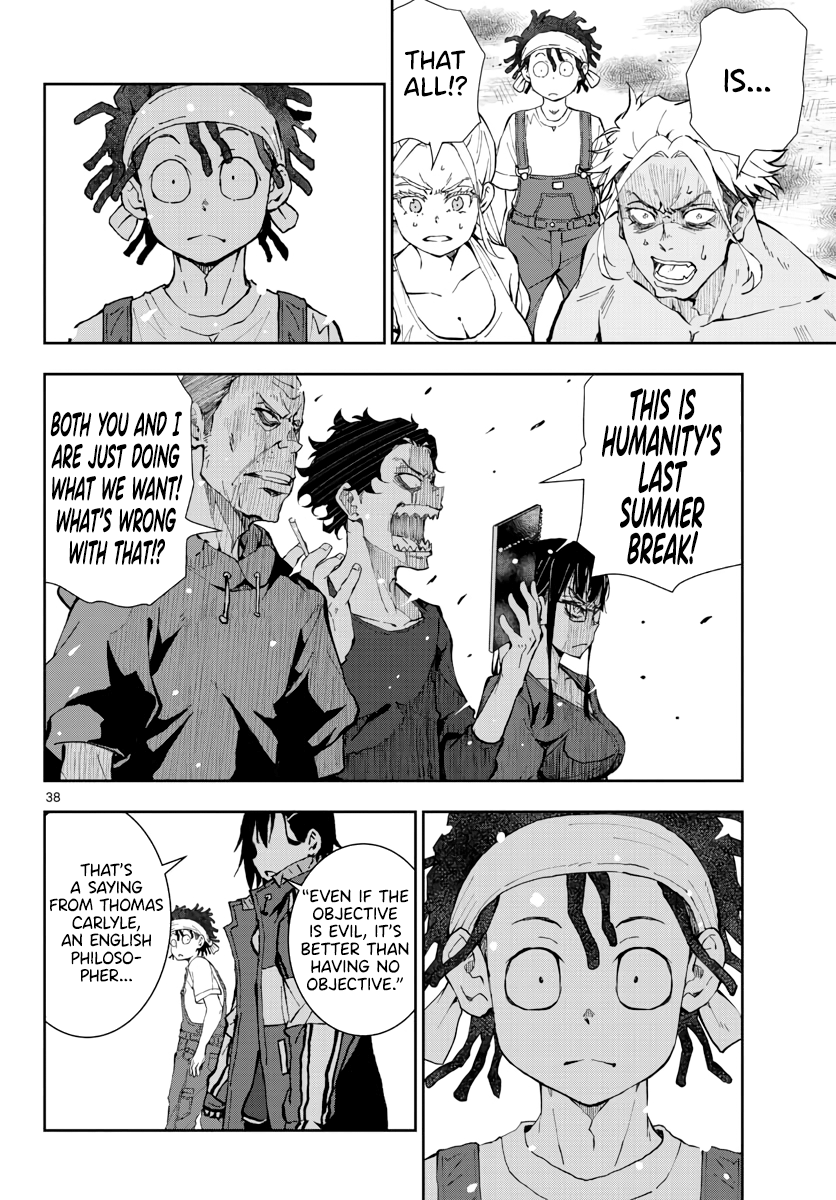 IS...
THAT
ALL!?
THIS IS
HUMANITY'S
LAST
SUMMER
BREAK!
BOTH YOU AND I
ARE JUST DOING
WHAT WE WANT!
WHAT'S WRONG
WITH THAT!?
38
"EVEN IF THE
OBJECTIVE
IS EVIL, IT'S
BETTER THAN
HAVING NO
OBJECTIVE."
THAT'S
A SAYING
FROM THOMAS
CARLYLE,
AN ENGLISH
PHILOSO-
PHER...